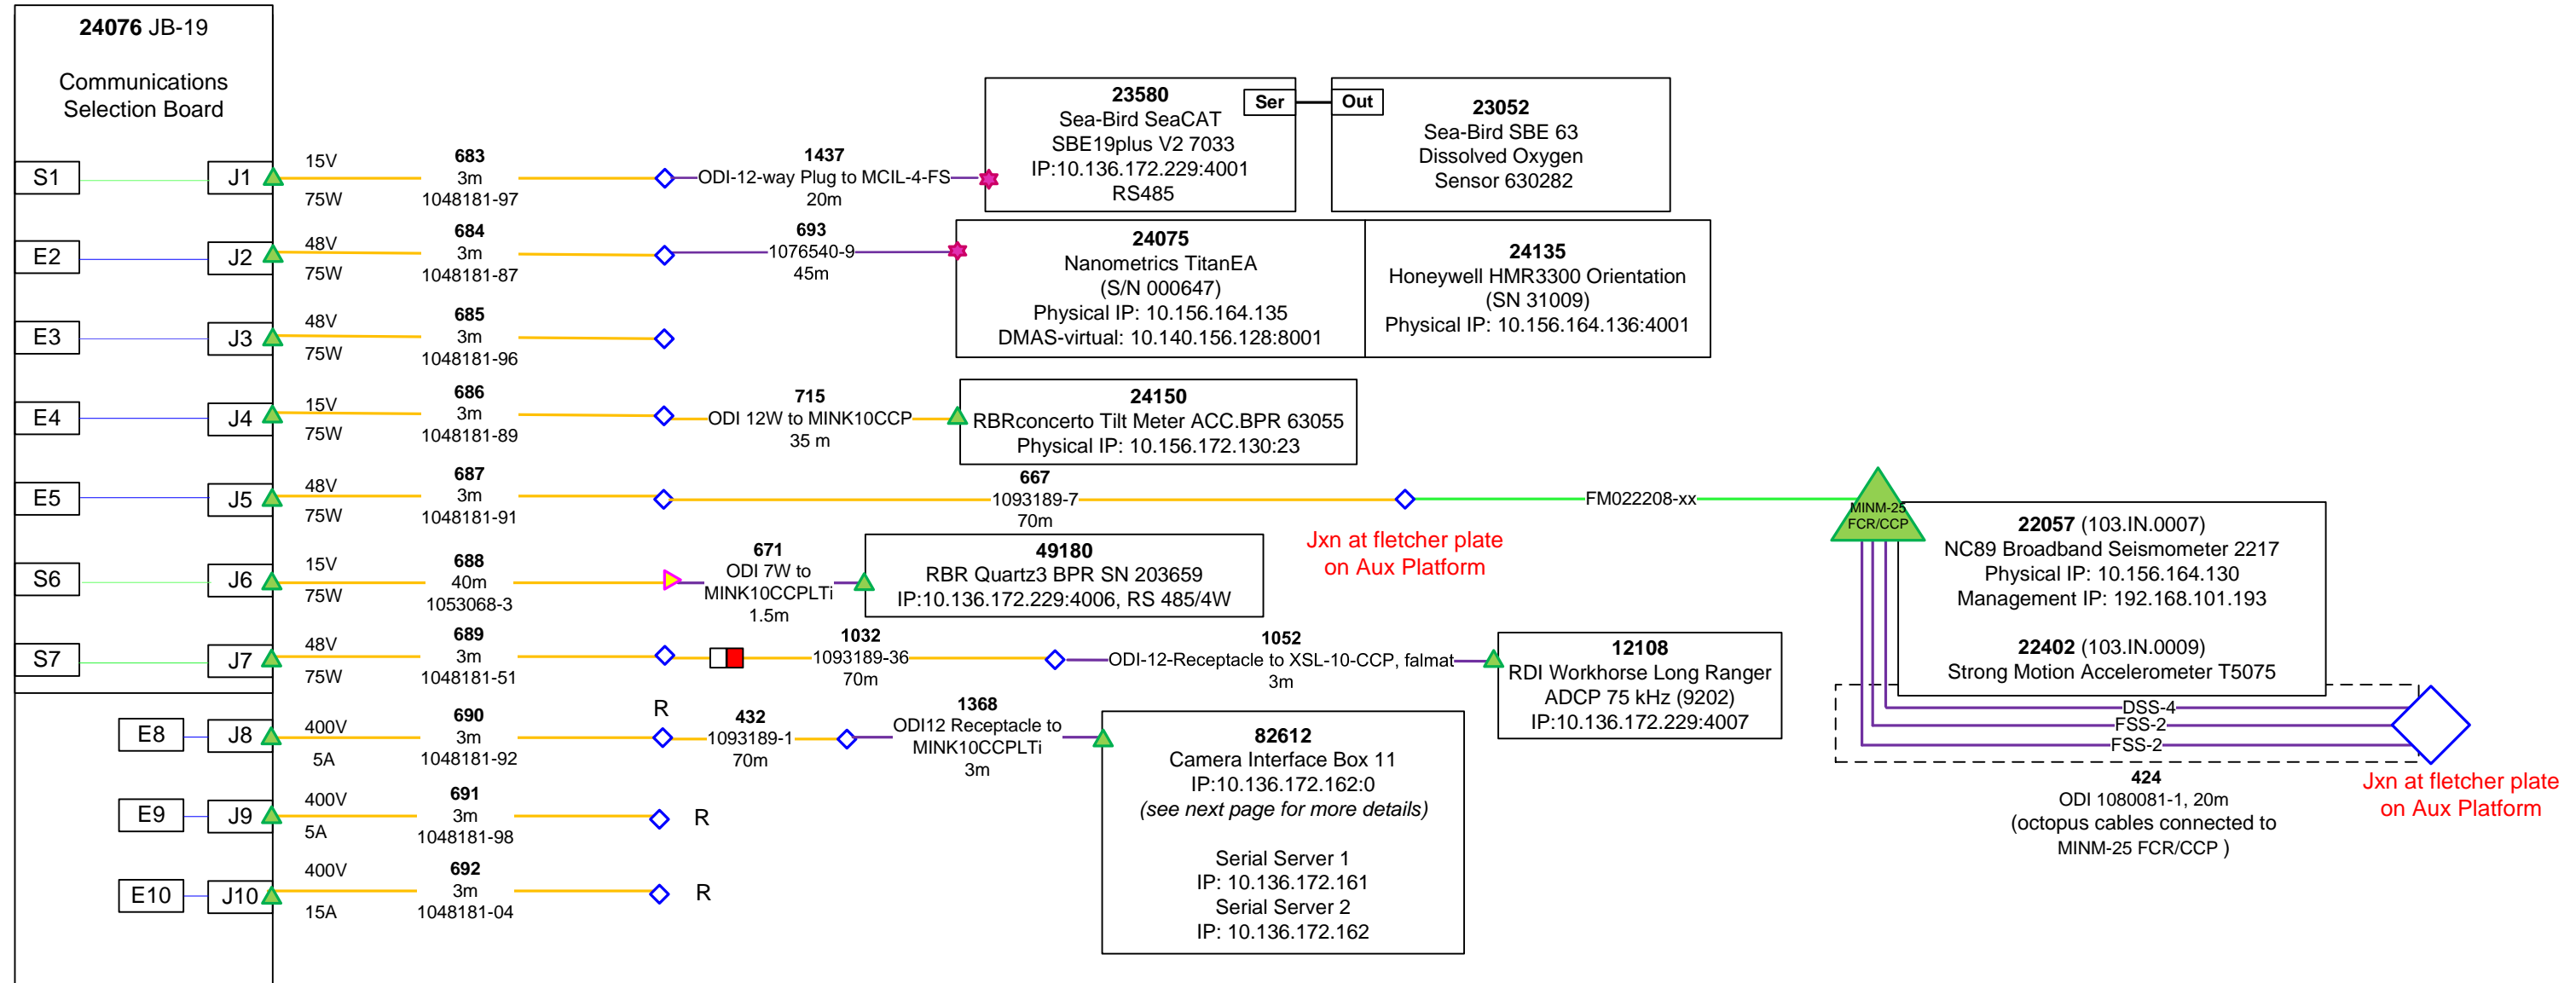 24076 JB-19
Communications
Selection Board
S1
J1
15V
75W
683
3m
1048181-97
1437
ODI-12-way Plug to MCIL-4-FS
20m
23580
Sea-Bird SeaCAT
SBE19plus V2 7033
IP:10.136.172.229:4001
RS485
Ser
Out
23052
Sea-Bird SBE 63
Dissolved Oxygen
Sensor 630282
E2
J2
48V
75W
684
3m
1048181-87
693
1076540-9
45m
24075
Nanometrics TitanEA
(S/N 000647)
Physical IP: 10.156.164.135
DMAS-virtual: 10.140.156.128:8001
24135
Honeywell HMR3300 Orientation
(SN 31009)
Physical IP: 10.156.164.136:4001
E3
J3
48V
75W
685
3m
1048181-96
E4
J4
15V
75W
686
3m
1048181-89
715
ODI 12W to MINK10CCP
35 m
24150
RBRconcerto Tilt Meter ACC.BPR 63055
Physical IP: 10.156.172.130:23
E5
J5
48V
75W
687
3m
1048181-91
667
1093189-7
70m
Jxn at fletcher plate
on Aux Platform
FM022208-xx
MINM-25
FCR/CCP
22057 (103.IN.0007)
NC89 Broadband Seismometer 2217
Physical IP: 10.156.164.130
Management IP: 192.168.101.193
22402 (103.IN.0009)
Strong Motion Accelerometer T5075
DSS-4
FSS-2
FSS-2
424
ODI 1080081-1, 20m
(octopus cables connected to
MINM-25 FCR/CCP )
Jxn at fletcher plate
on Aux Platform
S6
J6
15V
75W
688
40m
1053068-3
671
ODI 7W to
MINK10CCPLTi
1.5m
49180
RBR Quartz3 BPR SN 203659
IP:10.136.172.229:4006, RS 485/4W
S7
J7
48V
75W
689
3m
1048181-51
1032
1093189-36
70m
1052
ODI-12-Receptacle to XSL-10-CCP, falmat
3m
12108
RDI Workhorse Long Ranger
ADCP 75 kHz (9202)
IP:10.136.172.229:4007
E8
J8
400V
5A
690
3m
1048181-92
R
432
1093189-1
70m
1368
ODI12 Receptacle to
MINK10CCPLTi
3m
82612
Camera Interface Box 11
IP:10.136.172.162:0
(see next page for more details)
Serial Server 1
IP: 10.136.172.161
Serial Server 2
IP: 10.136.172.162
E9
J9
400V
5A
691
3m
1048181-98
R
E10
J10
400V
15A
692
3m
1048181-04
R